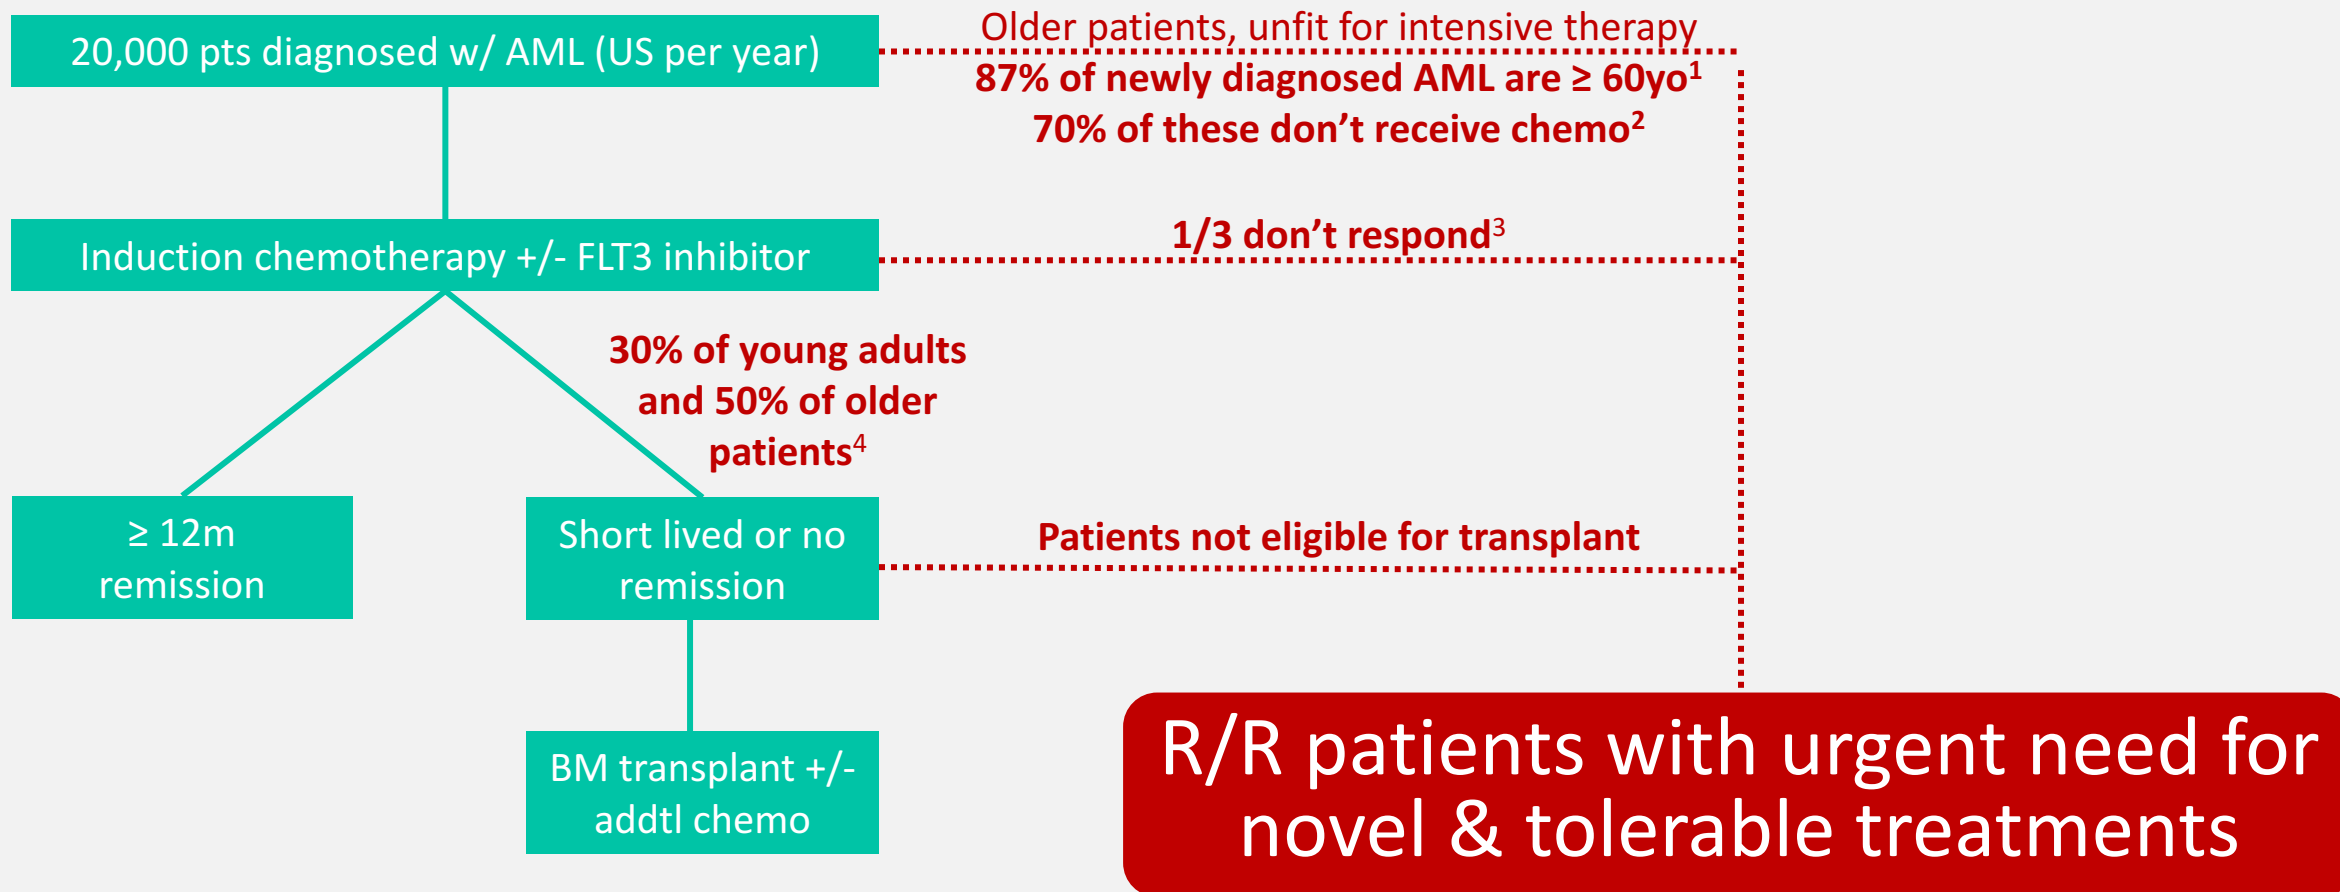 20,000 pts diagnosed w/ AML (US per year)
Older patients, unfit for intensive therapy
87% of newly diagnosed AML are ≥ 60yo¹
70% of these don’t receive chemo²
Induction chemotherapy +/- FLT3 inhibitor
1/3 don’t respond³
30% of young adults
and 50% of older
patients⁴
≥ 12m
remission
Short lived or no
remission
Patients not eligible for transplant
BM transplant +/-
addtl chemo
R/R patients with urgent need for
novel & tolerable treatments